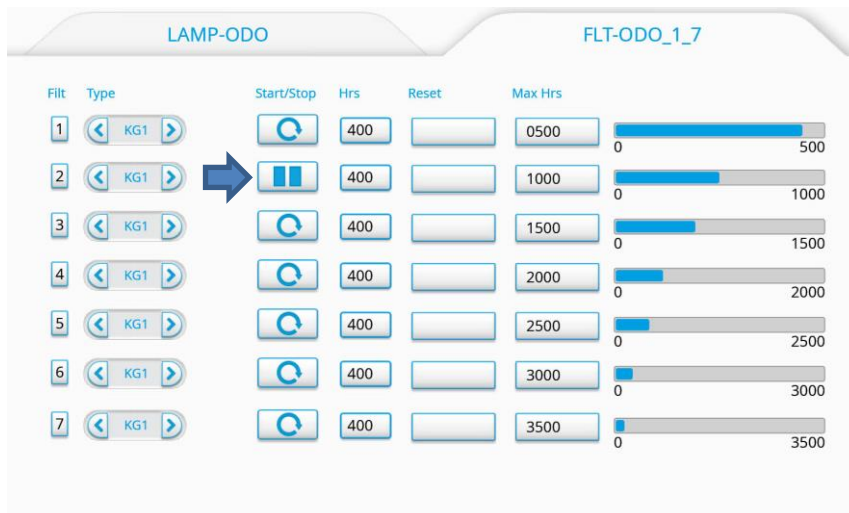 LAMP-ODO FLT-ODO_1_7
Filt Type Start/Stop Hrs Reset Max Hrs
1 KG1 400 0500
0 500
2 KG1 400 1000
0 1000
3 KG1 400 1500
0 1500
4 KG1 400 2000
0 2000
5 KG1 400 2500
0 2500
6 KG1 400 3000
0 3000
7 KG1 400 3500
0 3500